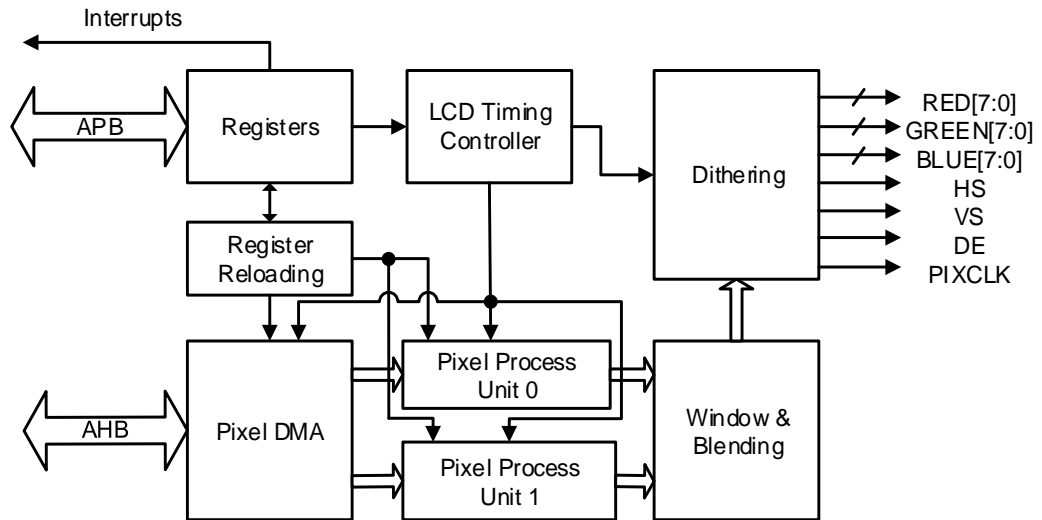 Interrupts
APB
Registers
LCD Timing
Controller
Dithering
RED[7:0]
GREEN[7:0]
BLUE[7:0]
HS
VS
DE
PIXCLK
Register
Reloading
AHB
Pixel DMA
Pixel Process
Unit 0
Pixel Process
Unit 1
Window &
Blending